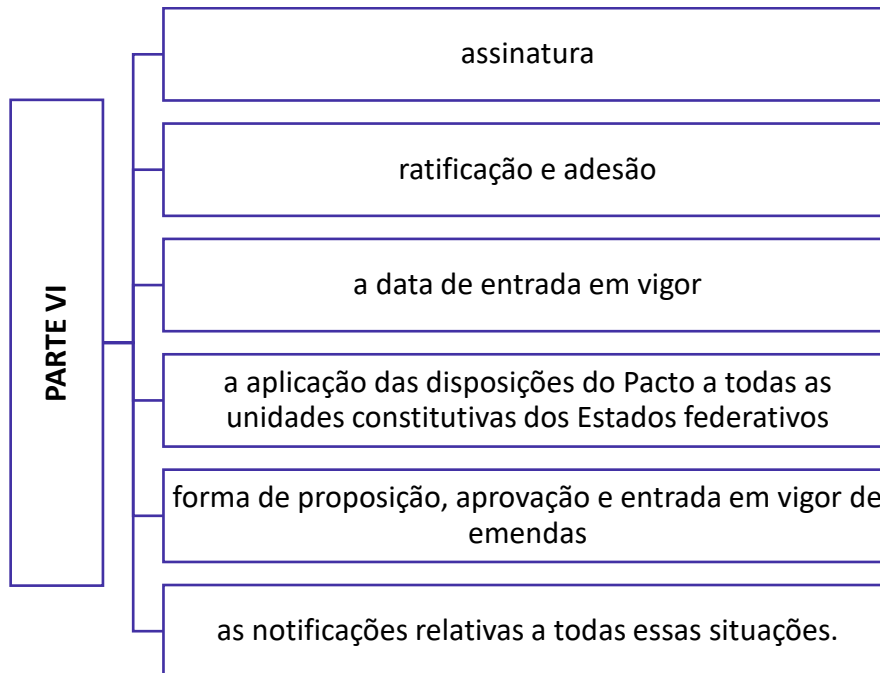 PARTE VI
assinatura
ratificação e adesão
a data de entrada em vigor
a aplicação das disposições do Pacto a todas as
unidades constitutivas dos Estados federativos
forma de proposição, aprovação e entrada em vigor de
emendas
as notificações relativas a todas essas situações.